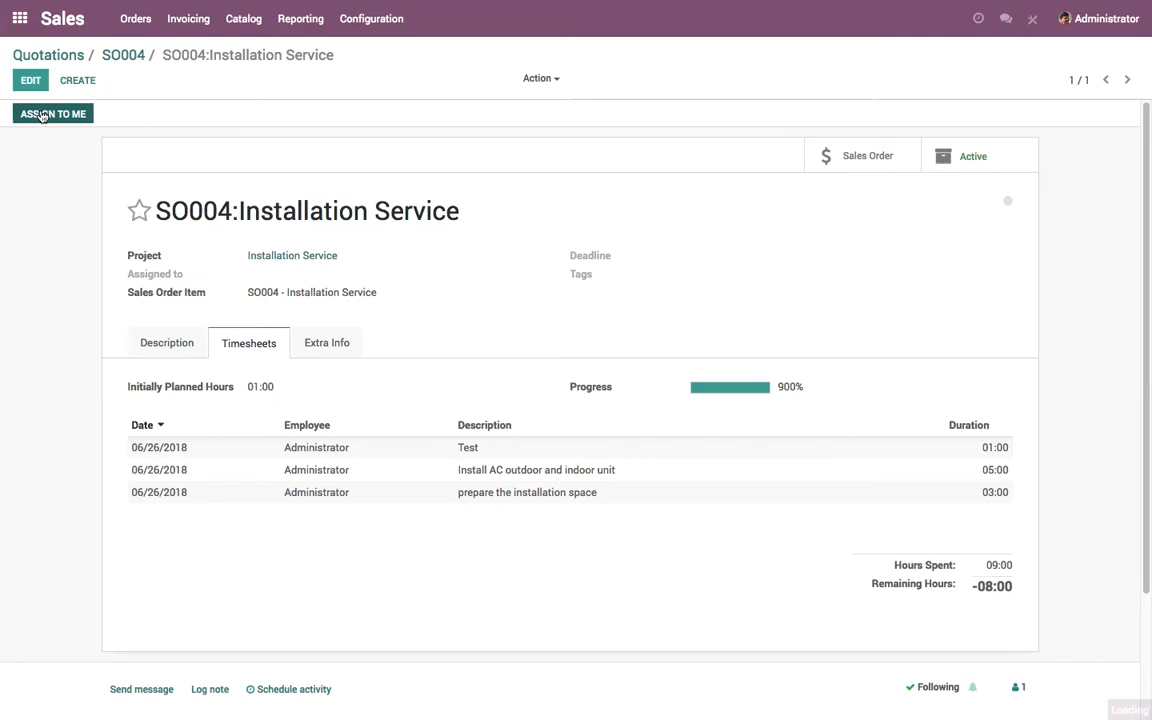 Sales Orders Invoicing Catalog Reporting Configuration Administrator
Quotations / SO004 / SO004:Installation Service
EDIT CREATE Action 1 / 1
ASSIGN TO ME
Sales Order Active
SO004:Installation Service
Project Installation Service Deadline
Assigned to Tags
Sales Order Item SO004 - Installation Service
Description Timesheets Extra Info
Initially Planned Hours 01:00 Progress 900%
Date Employee Description Duration
06/26/2018 Administrator Test 01:00
06/26/2018 Administrator Install AC outdoor and indoor unit 05:00
06/26/2018 Administrator prepare the installation space 03:00
Hours Spent: 09:00
Remaining Hours: -08:00
Send message Log note Schedule activity Following 1
Loading